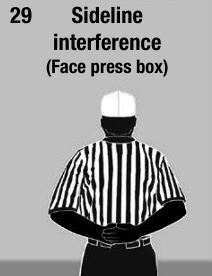 29 Sideline
interference
(Face press box)